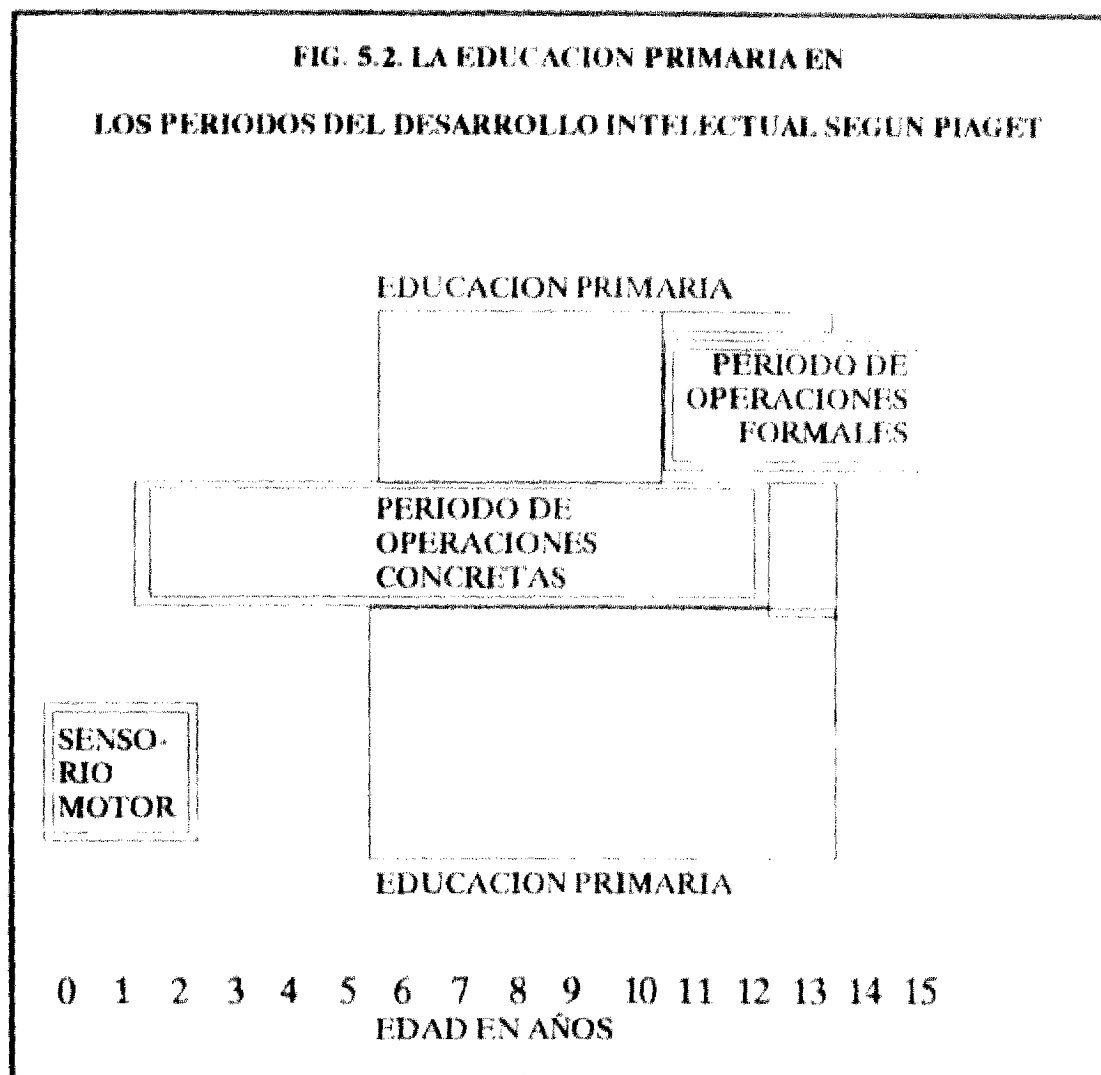 FIG. 5.2. LA EDUCACION PRIMARIA EN
LOS PERIODOS DEL DESARROLLO INTELECTUAL SEGUN PIAGET
EDUCACION PRIMARIA
PERIODO DE
OPERACIONES
FORMALES
PERIODO DE
OPERACIONES
CONCRETAS
SENSO-
RIO
MOTOR
EDUCACION PRIMARIA
0 1 2 3 4 5 6 7 8 9 10 11 12 13 14 15
EDAD EN AÑOS